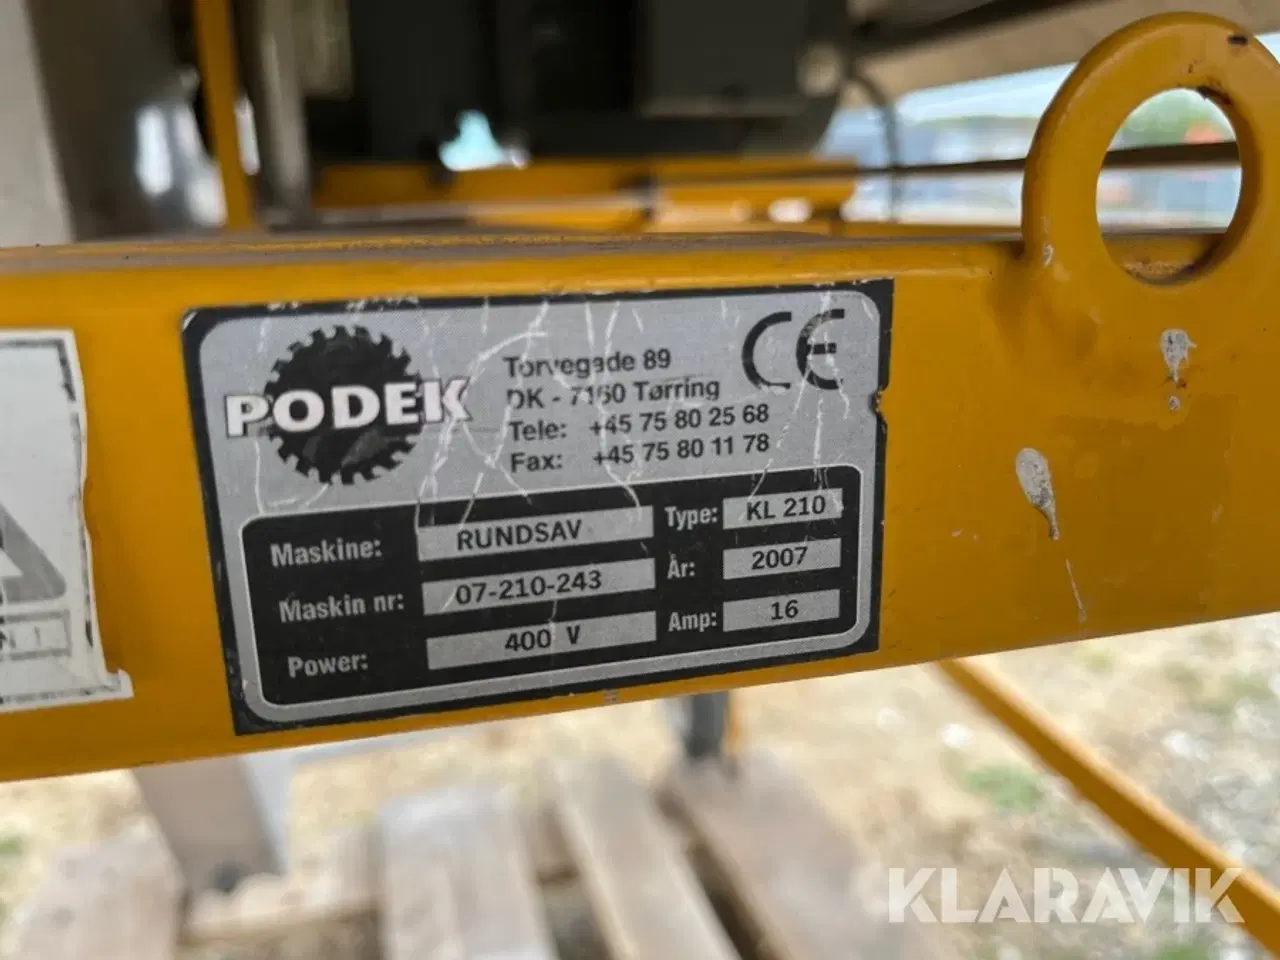 PODEK
Torvegade 89
DK - 7160 Tørring
Tele: +45 75 80 25 68
Fax: +45 75 80 11 78
CE
Maskine: RUNDSAV Type: KL 210
Maskin nr: 07-210-243 År: 2007
Power: 400 V Amp: 16
KLARAVIK